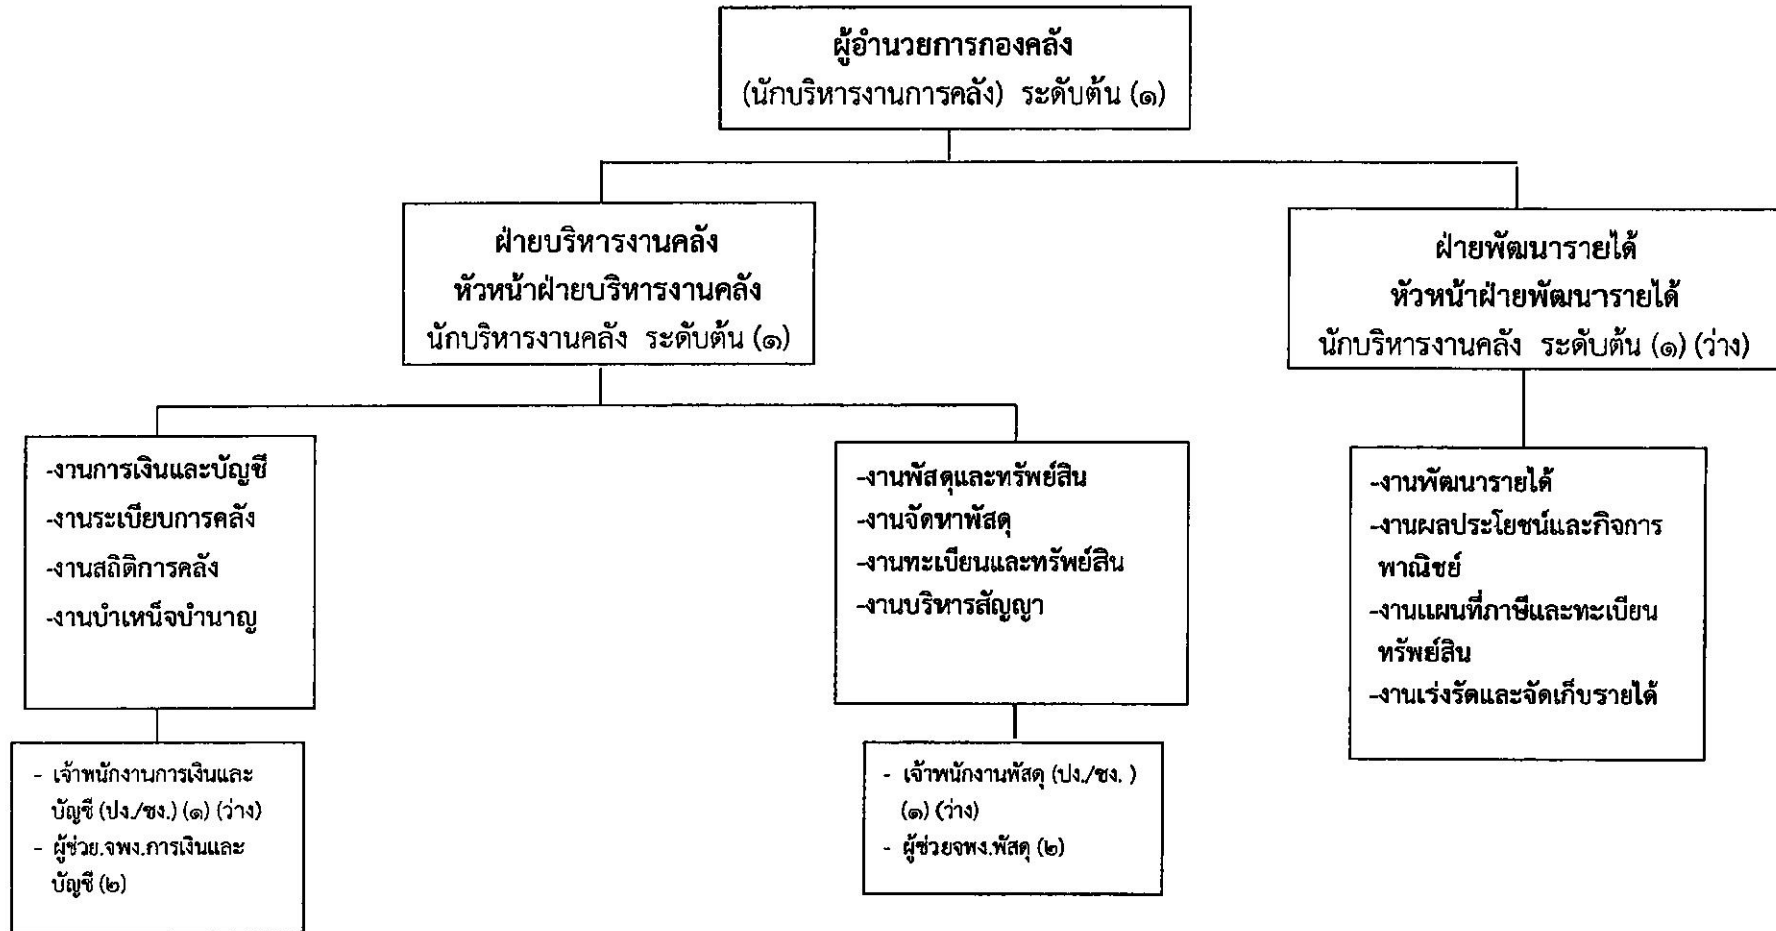 ผู้อำนวยการกองคลัง
(นักบริหารงานการคลัง) ระดับต้น (๑)
ฝ่ายบริหารงานคลัง
หัวหน้าฝ่ายบริหารงานคลัง
นักบริหารงานคลัง ระดับต้น (๑)
ฝ่ายพัฒนารายได้
หัวหน้าฝ่ายพัฒนารายได้
นักบริหารงานคลัง ระดับต้น (๑) (ว่าง)
-งานการเงินและบัญชี
-งานระเบียบการคลัง
-งานสถิติการคลัง
-งานบำเหน็จบำนาญ
-งานพัสดุและทรัพย์สิน
-งานจัดหาพัสดุ
-งานทะเบียนและทรัพย์สิน
-งานบริหารสัญญา
-งานพัฒนารายได้
-งานผลประโยชน์และกิจการ
พาณิชย์
-งานแผนที่ภาษีและทะเบียน
ทรัพย์สิน
-งานเร่งรัดและจัดเก็บรายได้
- เจ้าพนักงานการเงินและ
บัญชี (ปง./ชง.) (๑) (ว่าง)
- ผู้ช่วย.จพง.การเงินและ
บัญชี (๒)
- เจ้าพนักงานพัสดุ (ปง./ชง. )
(๑) (ว่าง)
- ผู้ช่วยจพง.พัสดุ (๒)